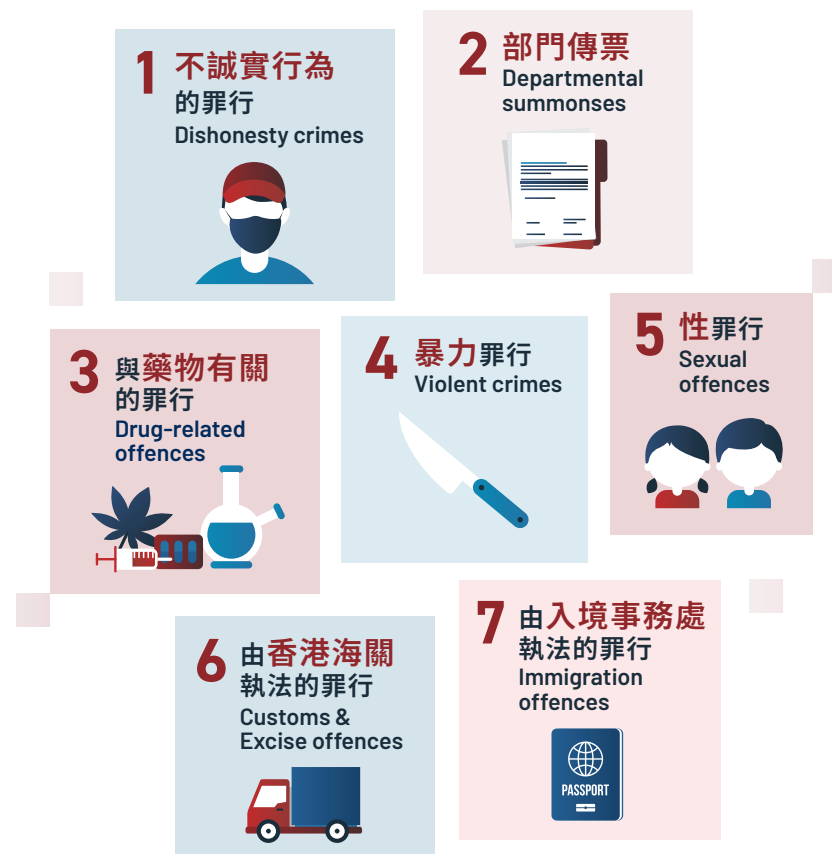 1 不誠實行為
的罪行
Dishonesty crimes
2 部門傳票
Departmental
summonses
3 與藥物有關
的罪行
Drug-related
offences
4 暴力罪行
Violent crimes
5 性罪行
Sexual
offences
6 由香港海關
執法的罪行
Customs &
Excise offences
7 由入境事務處
執法的罪行
Immigration
offences
PASSPORT